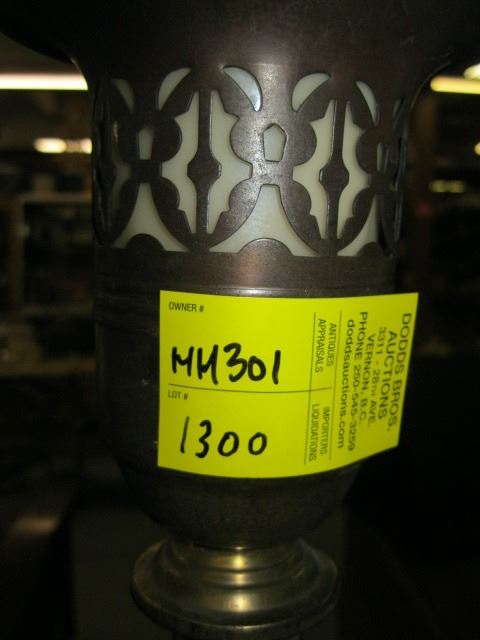 OWNER #
MH301
LOT #
1300
ANTIQUES
APPRAISALS
IMPORTERS
LIQUIDATIONS
DODDS BROS.
AUCTIONS
3311 - 28TH AVE.
VERNON, B.C.
PHONE 250-545-3259
doddsauctions.com